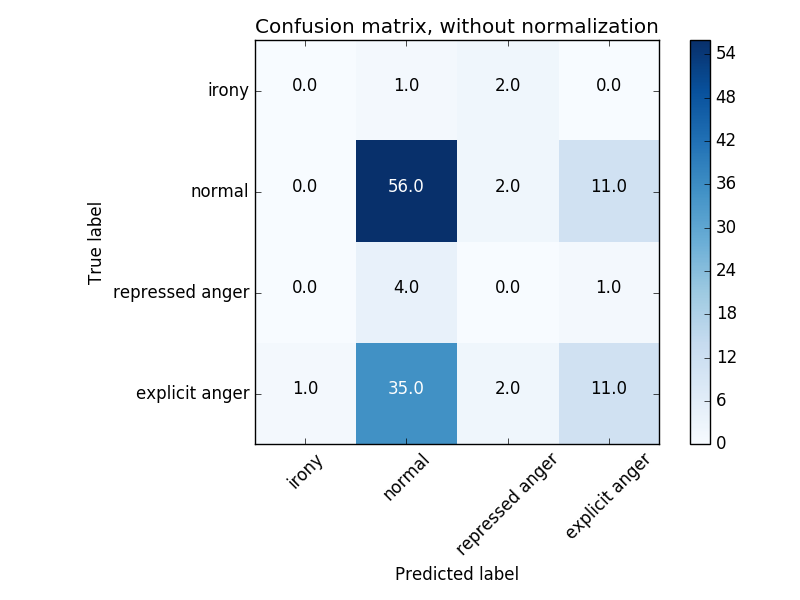 Confusion matrix, without normalization
irony 0.0 1.0 2.0 0.0
normal 0.0 56.0 2.0 11.0
repressed anger 0.0 4.0 0.0 1.0
explicit anger 1.0 35.0 2.0 11.0
True label
irony normal repressed anger explicit anger
Predicted label
54
48
42
36
30
24
18
12
6
0